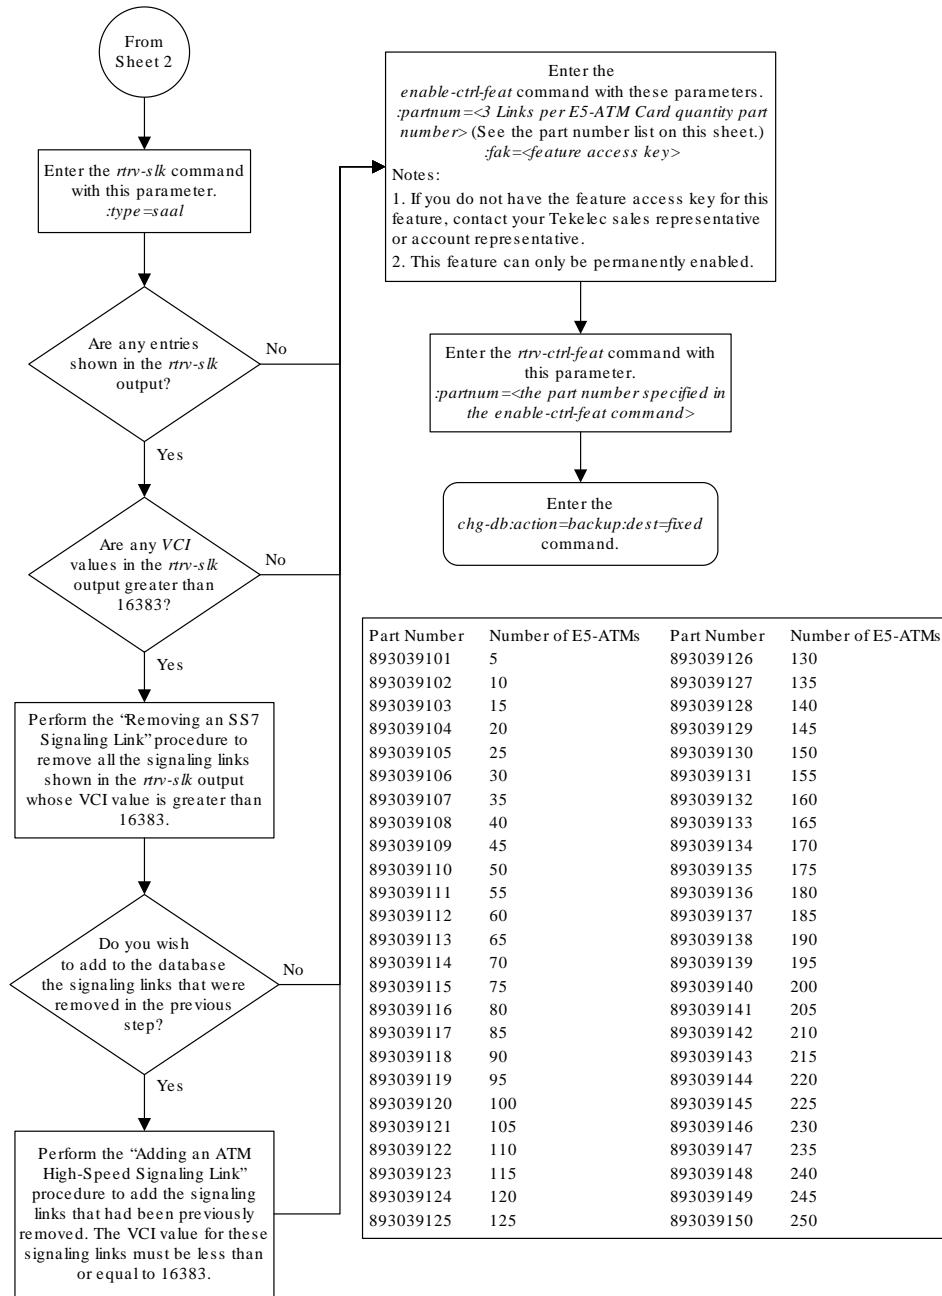 From
Sheet 2
Enter the rtrv-slk command
with this parameter.
:type=saal
Are any entries
shown in the rtrv-slk
output?
No
Yes
Are any VCI
values in the rtrv-slk
output greater than
16383?
No
Yes
Perform the “Removing an SS7
Signaling Link” procedure to
remove all the signaling links
shown in the rtrv-slk output
whose VCI value is greater than
16383.
Do you wish
to add to the database
the signaling links that were
removed in the previous
step?
No
Yes
Perform the “Adding an ATM
High-Speed Signaling Link”
procedure to add the signaling
links that had been previously
removed. The VCI value for these
signaling links must be less than
or equal to 16383.
Enter the
enable-ctrl-feat command with these parameters.
:partnum=<3 Links per E5-ATM Card quantity part
number> (See the part number list on this sheet.)
:fak=<feature access key>
Notes:
1. If you do not have the feature access key for this
feature, contact your Tekelec sales representative
or account representative.
2. This feature can only be permanently enabled.
Enter the rtrv-ctrl-feat command with
this parameter.
:partnum=<the part number specified in
the enable-ctrl-feat command>
Enter the
chg-db:action=backup:dest=fixed
command.
Part Number Number of E5-ATMs Part Number Number of E5-ATMs
893039101 5 893039126 130
893039102 10 893039127 135
893039103 15 893039128 140
893039104 20 893039129 145
893039105 25 893039130 150
893039106 30 893039131 155
893039107 35 893039132 160
893039108 40 893039133 165
893039109 45 893039134 170
893039110 50 893039135 175
893039111 55 893039136 180
893039112 60 893039137 185
893039113 65 893039138 190
893039114 70 893039139 195
893039115 75 893039140 200
893039116 80 893039141 205
893039117 85 893039142 210
893039118 90 893039143 215
893039119 95 893039144 220
893039120 100 893039145 225
893039121 105 893039146 230
893039122 110 893039147 235
893039123 115 893039148 240
893039124 120 893039149 245
893039125 125 893039150 250